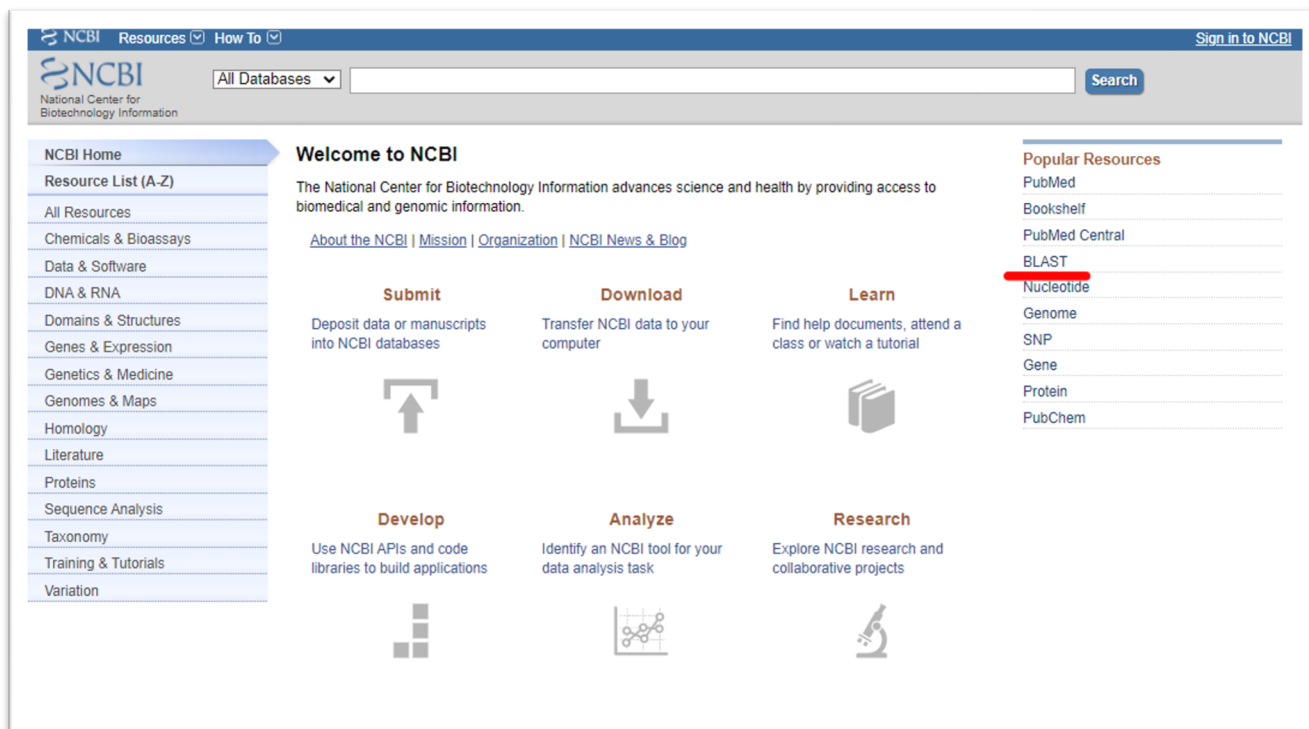 NCBI Resources How To Sign in to NCBI
NCBI
National Center for
Biotechnology Information
All Databases
Search
NCBI Home
Resource List (A-Z)
All Resources
Chemicals & Bioassays
Data & Software
DNA & RNA
Domains & Structures
Genes & Expression
Genetics & Medicine
Genomes & Maps
Homology
Literature
Proteins
Sequence Analysis
Taxonomy
Training & Tutorials
Variation
Welcome to NCBI
The National Center for Biotechnology Information advances science and health by providing access to
biomedical and genomic information.
About the NCBI | Mission | Organization | NCBI News & Blog
Submit
Deposit data or manuscripts
into NCBI databases
Download
Transfer NCBI data to your
computer
Learn
Find help documents, attend a
class or watch a tutorial
Develop
Use NCBI APIs and code
libraries to build applications
Analyze
Identify an NCBI tool for your
data analysis task
Research
Explore NCBI research and
collaborative projects
Popular Resources
PubMed
Bookshelf
PubMed Central
BLAST
Nucleotide
Genome
SNP
Gene
Protein
PubChem